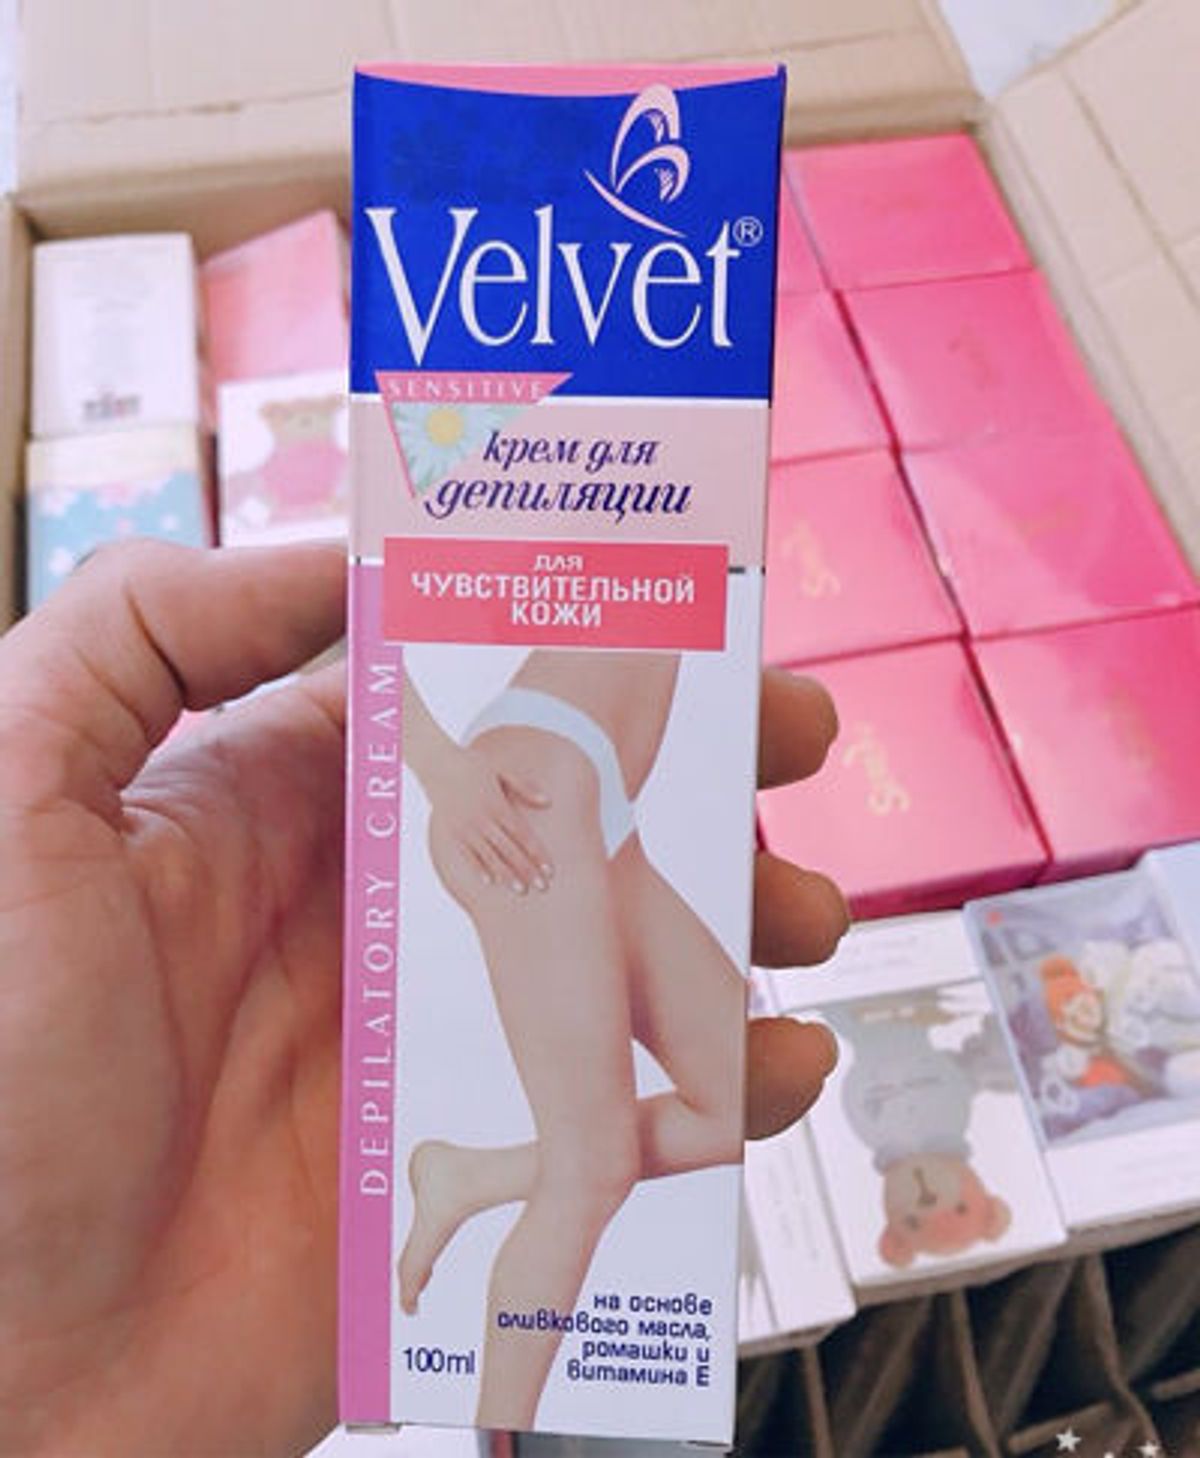 Velvet®
SENSITIVE
крем для
депиляции
ДЛЯ
ЧУВСТВИТЕЛЬНОЙ
КОЖИ
DEPILATORY CREAM
на основе
оливкового масла,
ромашки и
витамина Е
100ml